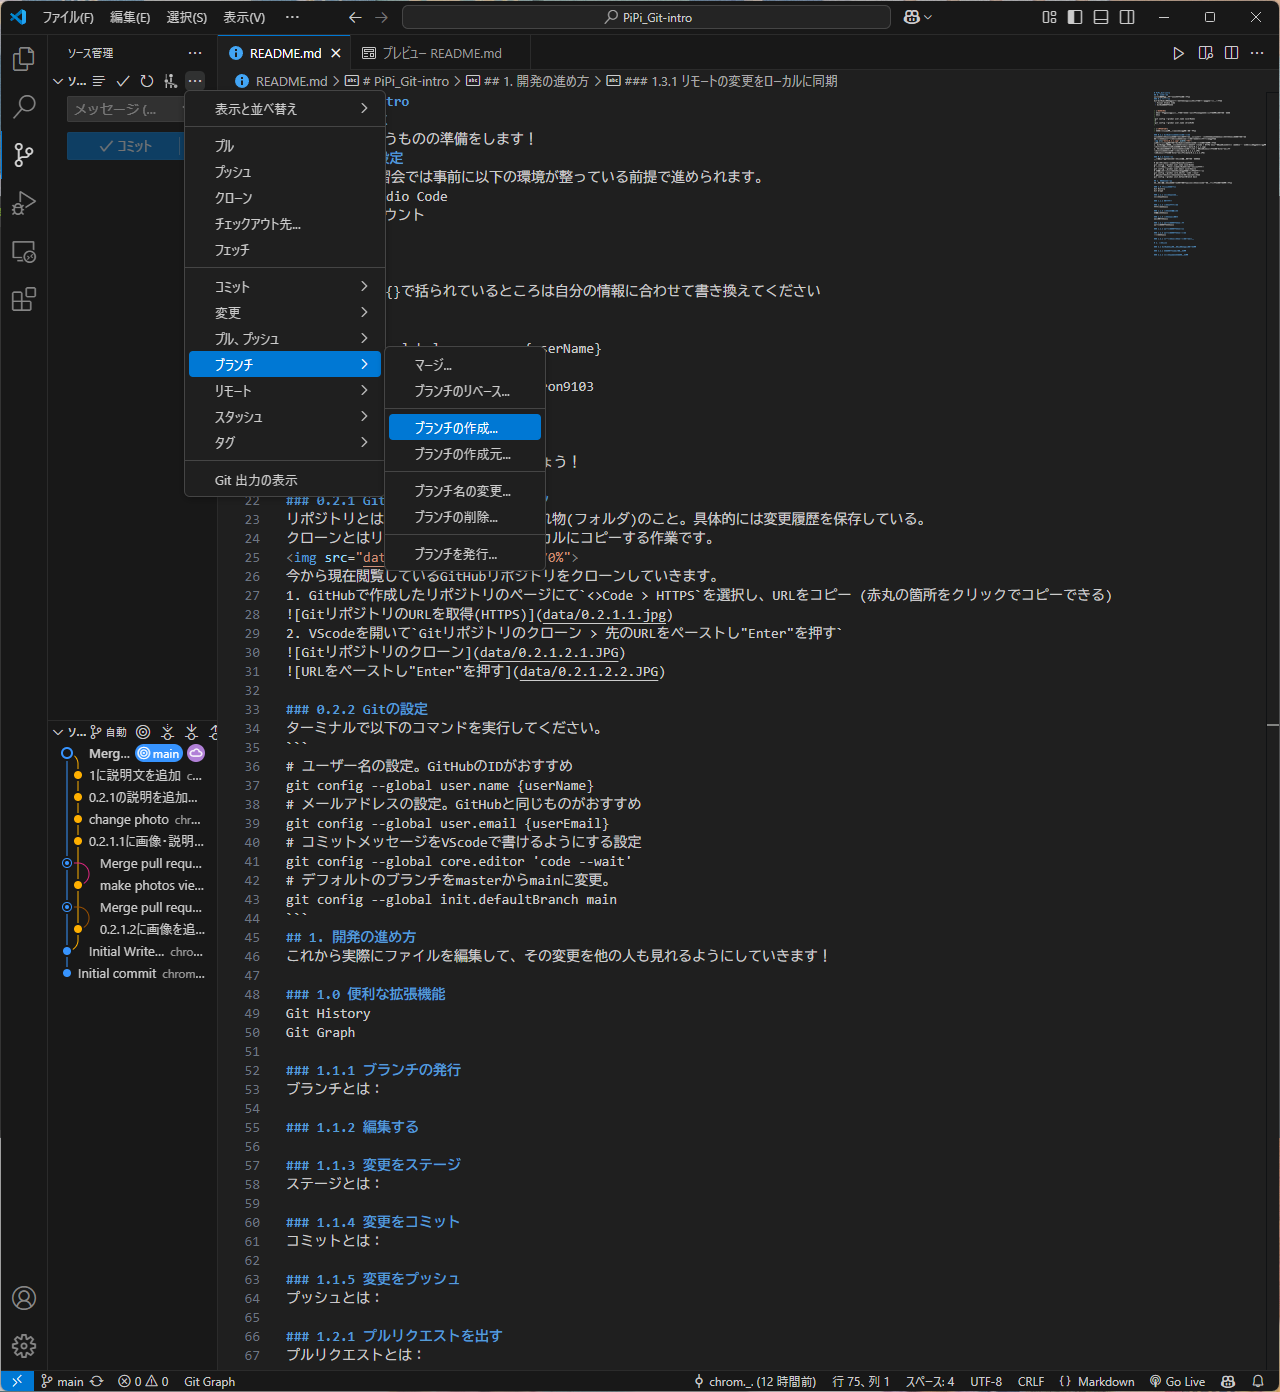 ファイル(F) 編集(E) 選択(S) 表示(V) … PiPi_Git-intro
ソース管理 …
README.md プレビュー README.md
ソ... …
README.md > # PiPi_Git-intro > ## 1. 開発の進め方 > ### 1.3.1 リモートの変更をローカルに同期
メッセージ (...
コミット
表示と並べ替え
プル
プッシュ
クローン
チェックアウト先...
フェッチ
コミット
変更
プル、プッシュ
ブランチ
リモート
スタッシュ
タグ
Git 出力の表示
マージ...
ブランチのリベース...
ブランチの作成...
ブランチの作成元...
ブランチ名の変更...
ブランチの削除...
ブランチを発行...
tro
うものの準備をします！
設定
習会では事前に以下の環境が整っている前提で進められます。
dio Code
ウント
{}で括られているところは自分の情報に合わせて書き換えてください
{userName}
ron9103
ょう！
22 ### 0.2.1 Git
23 リポジトリとは れ物(フォルダ)のこと。具体的には変更履歴を保存している。
24 クローンとはリ カルにコピーする作業です。
25 <img src="dat 0%">
26 今から現在閲覧しているGitHubリポジトリをクローンしていきます。
27 1. GitHubで作成したリポジトリのページにて`<>Code > HTTPS`を選択し、URLをコピー (赤丸の箇所をクリックでコピーできる)
28 ![GitリポジトリのURLを取得(HTTPS)](data/0.2.1.1.jpg)
29 2. VScodeを開いて`Gitリポジトリのクローン > 先のURLをペーストし"Enter"を押す`
30 ![Gitリポジトリのクローン](data/0.2.1.2.1.JPG)
31 ![URLをペーストし"Enter"を押す](data/0.2.1.2.2.JPG)
32
33 ### 0.2.2 Gitの設定
34 ターミナルで以下のコマンドを実行してください。
35 ```
36 # ユーザー名の設定。GitHubのIDがおすすめ
37 git config --global user.name {userName}
38 # メールアドレスの設定。GitHubと同じものがおすすめ
39 git config --global user.email {userEmail}
40 # コミットメッセージをVScodeで書けるようにする設定
41 git config --global core.editor 'code --wait'
42 # デフォルトのブランチをmasterからmainに変更。
43 git config --global init.defaultBranch main
44 ```
45 ## 1. 開発の進め方
46 これから実際にファイルを編集して、その変更を他の人も見れるようにしていきます！
47
48 ### 1.0 便利な拡張機能
49 Git History
50 Git Graph
51
52 ### 1.1.1 ブランチの発行
53 ブランチとは：
54
55 ### 1.1.2 編集する
56
57 ### 1.1.3 変更をステージ
58 ステージとは：
59
60 ### 1.1.4 変更をコミット
61 コミットとは：
62
63 ### 1.1.5 変更をプッシュ
64 プッシュとは：
65
66 ### 1.2.1 プルリクエストを出す
67 プルリクエストとは：
ソ... 自動
Merg... main
1に説明文を追加 c...
0.2.1の説明を追加...
change photo chr...
0.2.1.1に画像・説明...
Merge pull requ...
make photos vie...
Merge pull requ...
0.2.1.2に画像を追...
Initial Write... chro...
Initial commit chrom...
main 0 0 Git Graph chrom._. (12 時間前) 行 75、列 1 スペース: 4 UTF-8 CRLF {} Markdown Go Live